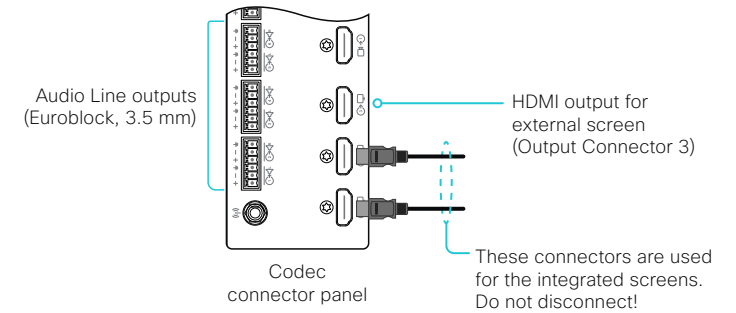 Audio Line outputs
(Euroblock, 3.5 mm)
HDMI output for
external screen
(Output Connector 3)
These connectors are used
for the integrated screens.
Do not disconnect!
Codec
connector panel